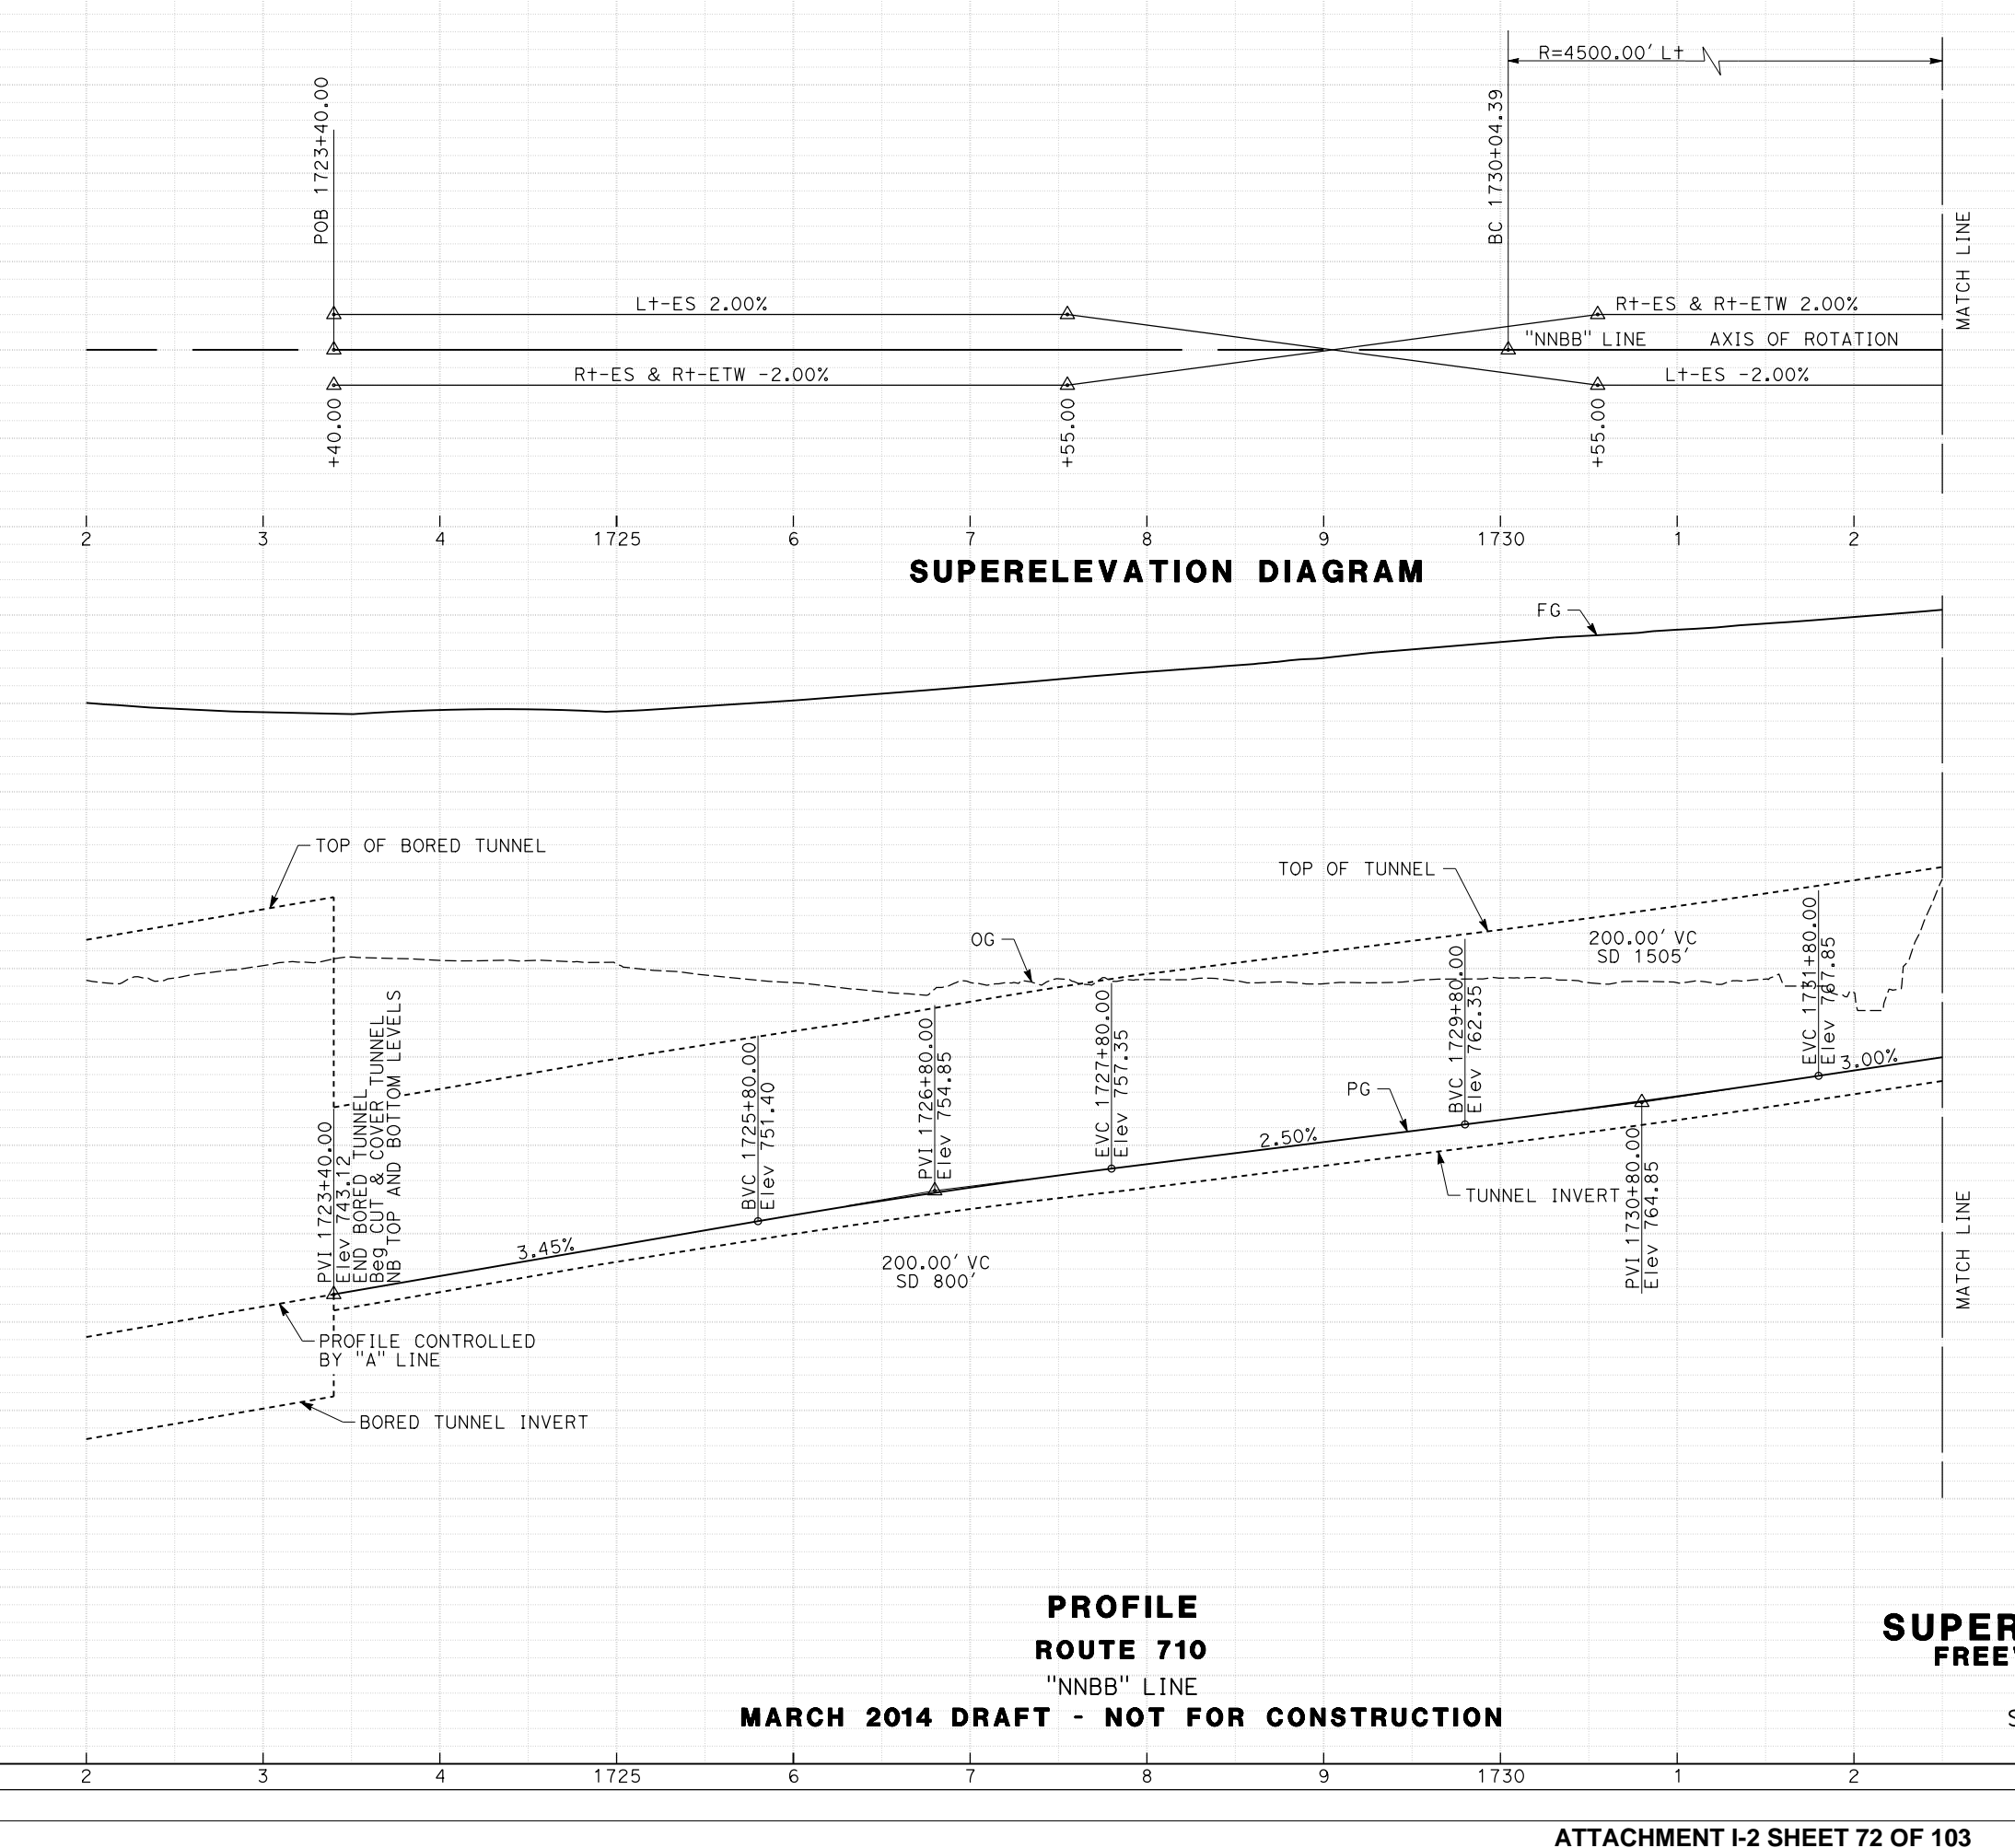 R=4500.00' Lt
POB 1723+40.00
BC 1730+04.39
MATCH LINE
Lt-ES 2.00%
Rt-ES & Rt-ETW 2.00%
"NNBB" LINE
AXIS OF ROTATION
Rt-ES & Rt-ETW -2.00%
Lt-ES -2.00%
+40.00
+55.00
+55.00
2 3 4 1725 6 7 8 9 1730 1 2
SUPERELEVATION DIAGRAM
FG
TOP OF BORED TUNNEL
TOP OF TUNNEL
OG
200.00' VC
SD 1505'
PVI 1723+40.00
Elev 743.12
END BORED TUNNEL
Beg CUT & COVER TUNNEL
NB TOP AND BOTTOM LEVELS
BVC 1725+80.00
Elev 751.40
PVI 1726+80.00
Elev 754.85
EVC 1727+80.00
Elev 757.35
BVC 1729+80.00
Elev 762.35
EVC 1731+80.00
Elev 767.85
3.00%
PG
2.50%
TUNNEL INVERT
PVI 1730+80.00
Elev 764.85
3.45%
200.00' VC
SD 800'
MATCH LINE
PROFILE CONTROLLED
BY "A" LINE
BORED TUNNEL INVERT
PROFILE
ROUTE 710
"NNBB" LINE
MARCH 2014 DRAFT - NOT FOR CONSTRUCTION
SUPER
FREE
S
2 3 4 1725 6 7 8 9 1730 1 2
ATTACHMENT I-2 SHEET 72 OF 103